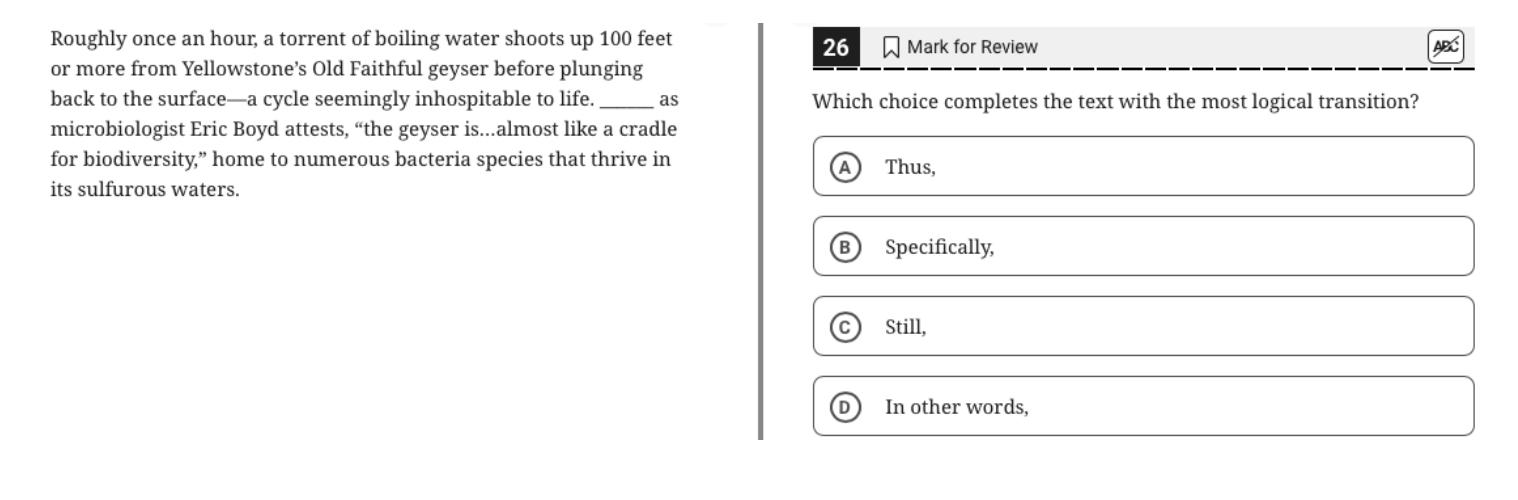 Roughly once an hour, a torrent of boiling water shoots up 100 feet
or more from Yellowstone’s Old Faithful geyser before plunging
back to the surface—a cycle seemingly inhospitable to life. ______ as
microbiologist Eric Boyd attests, “the geyser is...almost like a cradle
for biodiversity,” home to numerous bacteria species that thrive in
its sulfurous waters.
26 Mark for Review ABC
Which choice completes the text with the most logical transition?
A Thus,
B Specifically,
C Still,
D In other words,